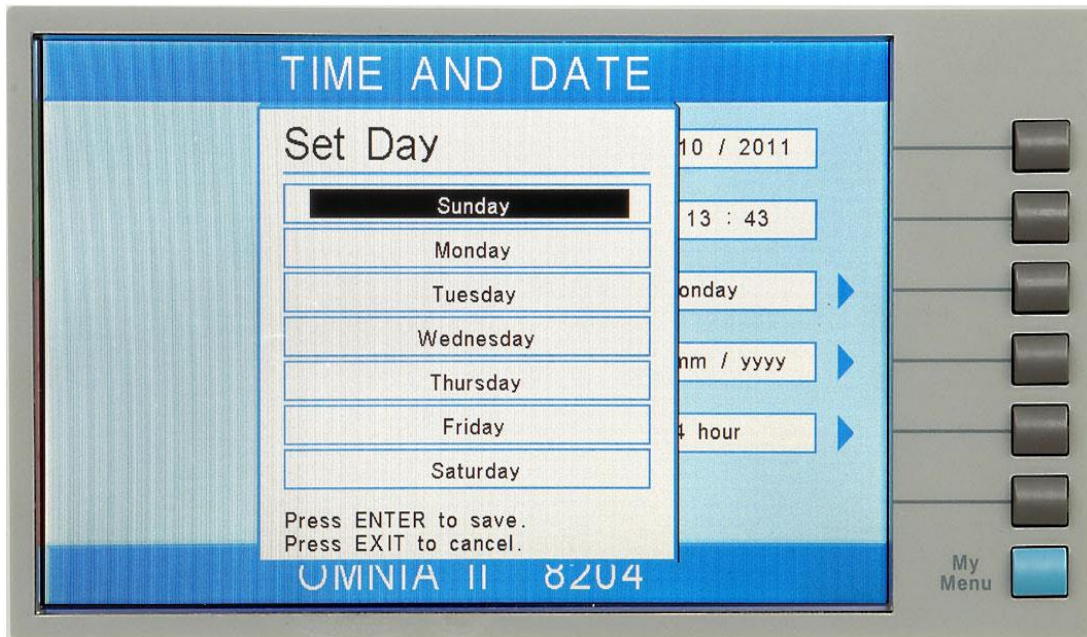 TIME AND DATE
Set Day
Sunday
Monday
Tuesday
Wednesday
Thursday
Friday
Saturday
Press ENTER to save.
Press EXIT to cancel.
10 / 2011
13 : 43
onday
mm / yyyy
4 hour
OMNIA II 8204
My
Menu